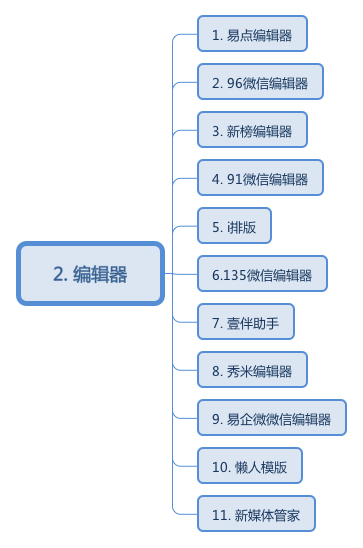 2. 编辑器
1. 易点编辑器
2. 96微信编辑器
3. 新榜编辑器
4. 91微信编辑器
5. i排版
6.135微信编辑器
7. 壹伴助手
8. 秀米编辑器
9. 易企微微信编辑器
10. 懒人模版
11. 新媒体管家